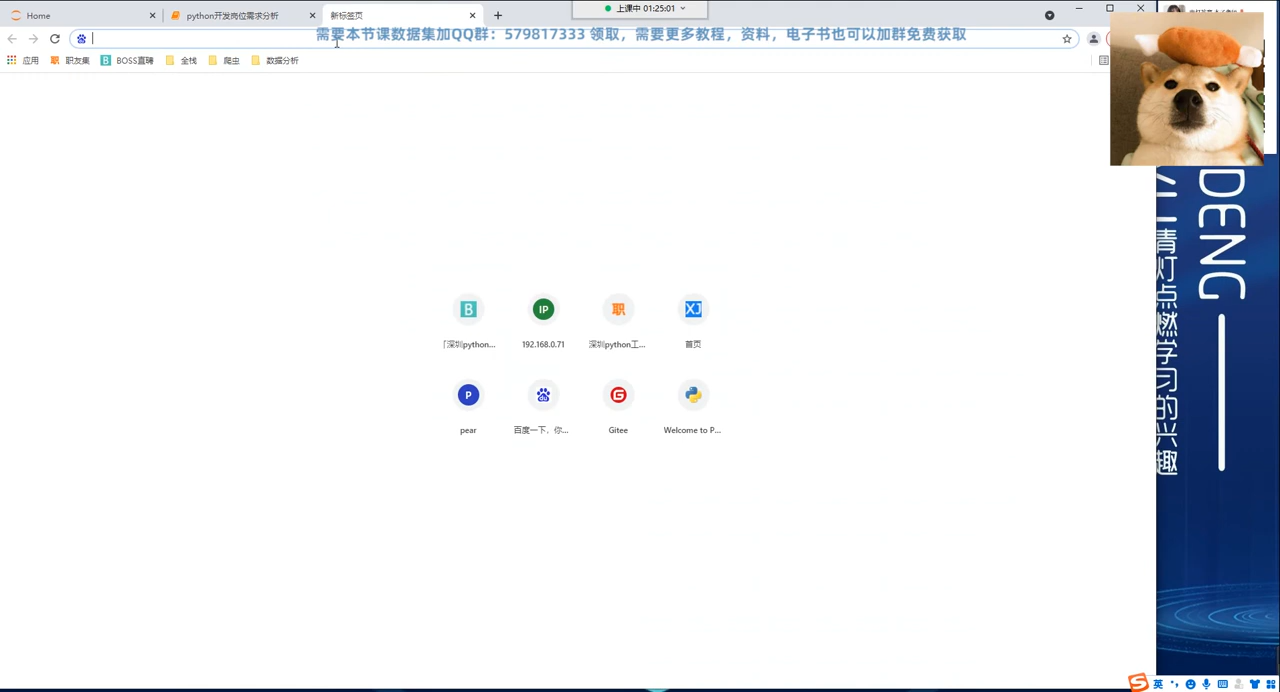 Home
python开发岗位需求分析
新标签页
上课中 01:25:01
需要本节课数据集加QQ群：579817333 领取，需要更多教程，资料，电子书也可以加群免费获取
应用
职友集
BOSS直聘
全栈
爬虫
数据分析
「深圳python...
192.168.0.71
深圳python工...
首页
pear
百度一下，你...
Gitee
Welcome to P...
DENG
青灯点燃学习的兴趣
英